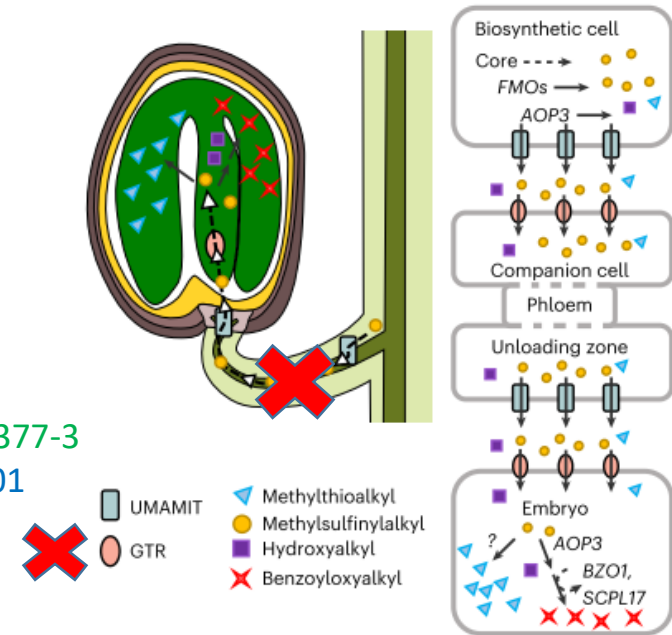 Biosynthetic cell
Core
FMOs
AOP3
Companion cell
Phloem
Unloading zone
Embryo
?
AOP3
BZO1,
SCPL17
377-3
01
UMAMIT
GTR
Methylthioalkyl
Methylsulfinylalkyl
Hydroxyalkyl
Benzoyloxyalkyl